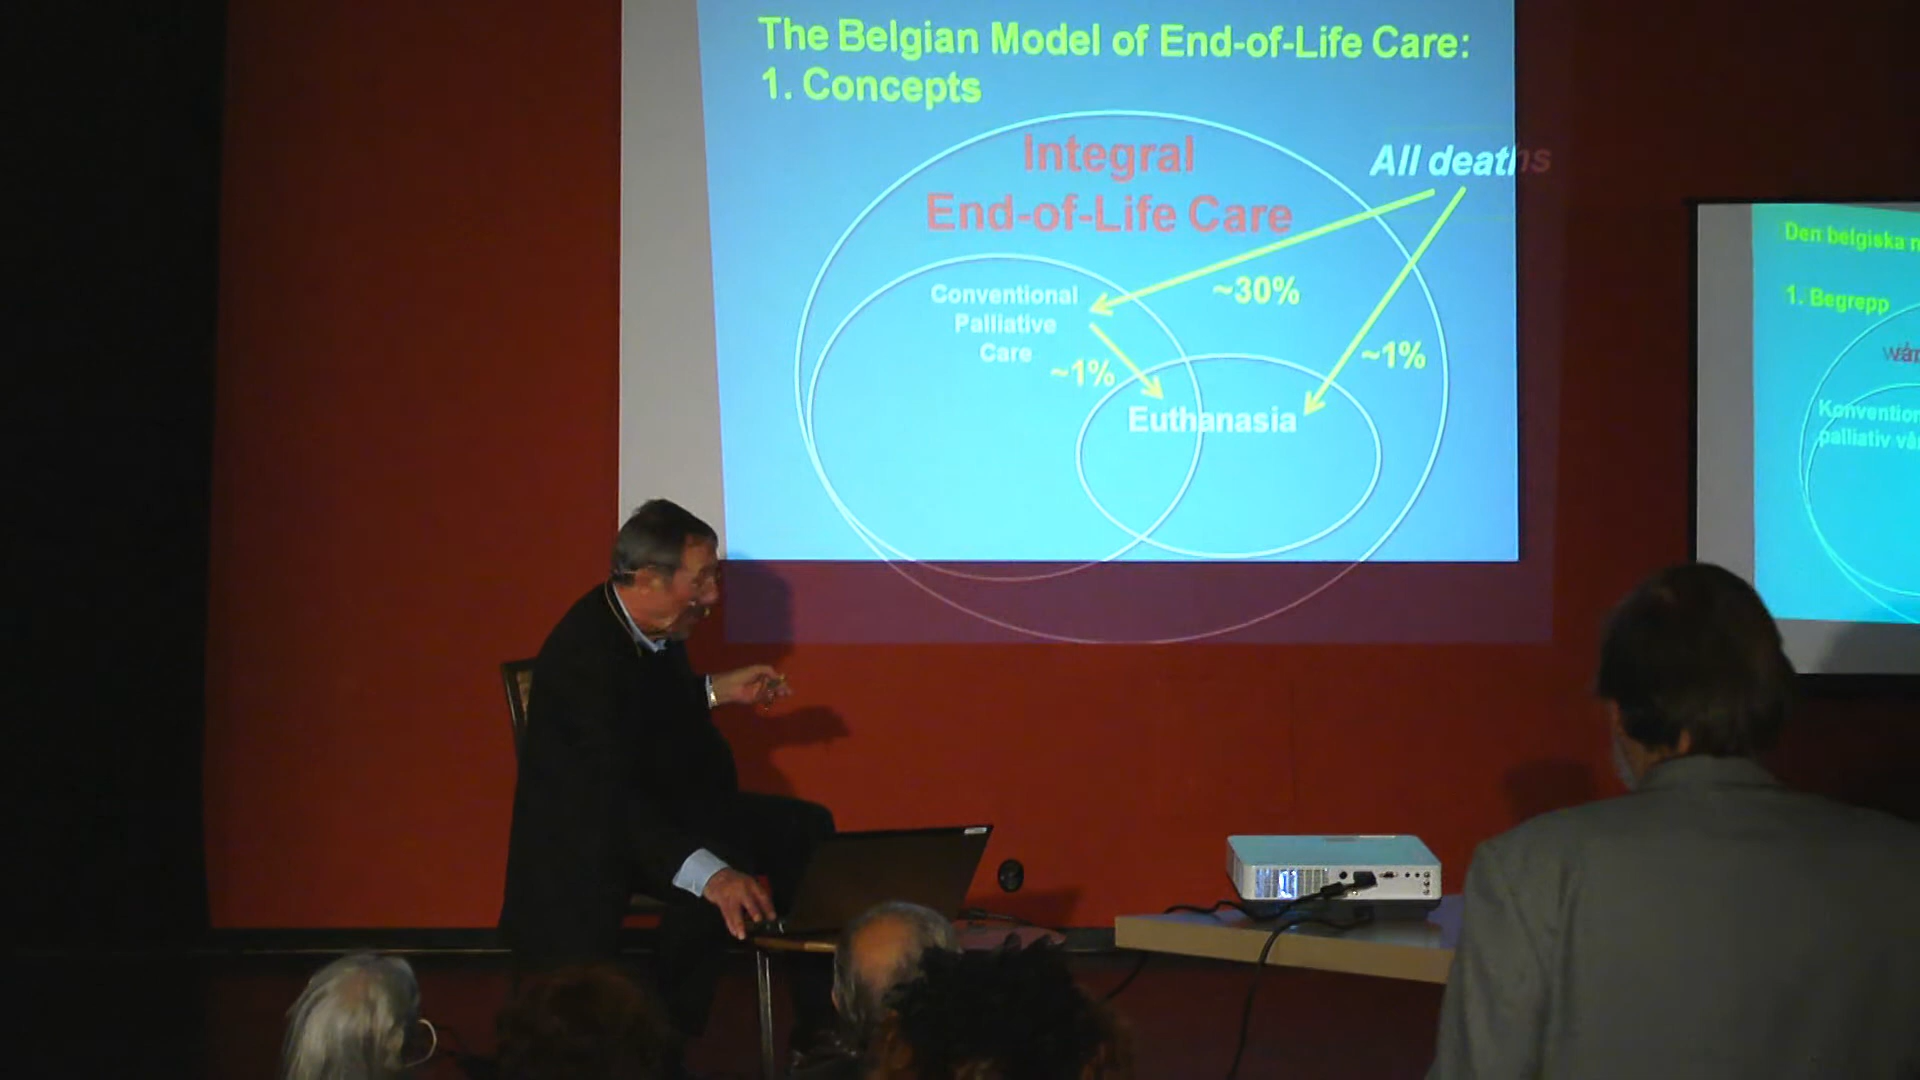 The Belgian Model of End-of-Life Care:
1. Concepts
Integral
End-of-Life Care
All deaths
Conventional
Palliative
Care
~30%
~1%
~1%
Euthanasia
Den belgiska
1. Begrepp
Konvention
palliativ vå